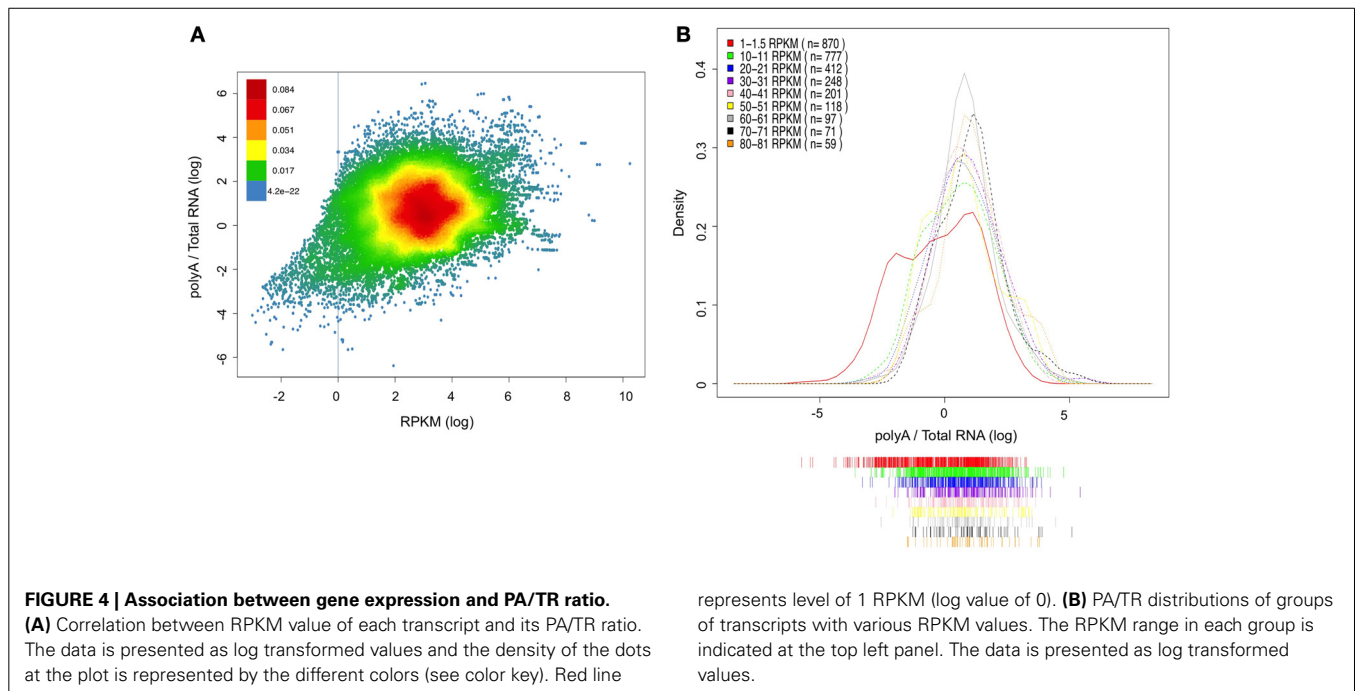 A
6
4
2
0
-2
-4
-6
polyA / Total RNA (log)
0.084
0.067
0.051
0.034
0.017
4.2e-22
-2
0
2
4
6
8
10
RPKM (log)
B
1-1.5 RPKM ( n= 870 )
10-11 RPKM ( n= 777 )
20-21 RPKM ( n= 412 )
30-31 RPKM ( n= 248 )
40-41 RPKM ( n= 201 )
50-51 RPKM ( n= 118 )
60-61 RPKM ( n= 97 )
70-71 RPKM ( n= 71 )
80-81 RPKM ( n= 59 )
0.4
0.3
0.2
0.1
0
Density
-5
0
5
polyA / Total RNA (log)
FIGURE 4 | Association between gene expression and PA/TR ratio.
(A) Correlation between RPKM value of each transcript and its PA/TR ratio.
The data is presented as log transformed values and the density of the dots
at the plot is represented by the different colors (see color key). Red line
represents level of 1 RPKM (log value of 0). (B) PA/TR distributions of groups
of transcripts with various RPKM values. The RPKM range in each group is
indicated at the top left panel. The data is presented as log transformed
values.